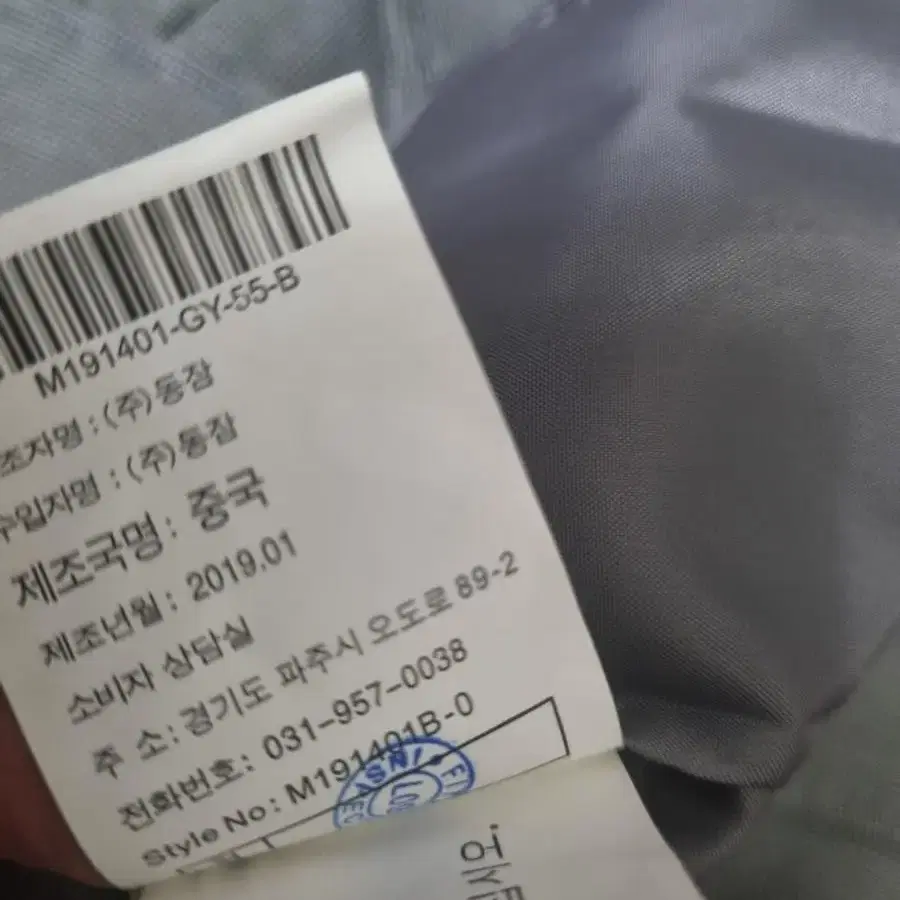 M191401-GY-55-B
조자명 : (주)동잠
수입자명 : (주)동잠
제조국명 : 중국
제조년월 : 2019.01
소비자 상담실
주 소 : 경기도 파주시 오도로 89-2
전화번호 : 031-957-0038
Style No : M191401B-0